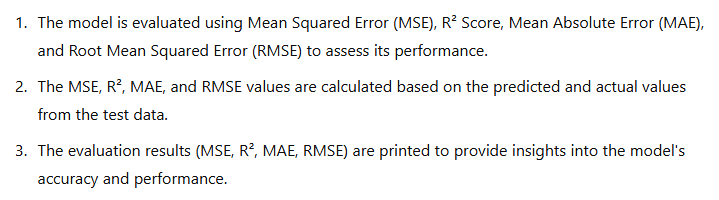 1. The model is evaluated using Mean Squared Error (MSE), R² Score, Mean Absolute Error (MAE),
and Root Mean Squared Error (RMSE) to assess its performance.
2. The MSE, R², MAE, and RMSE values are calculated based on the predicted and actual values
from the test data.
3. The evaluation results (MSE, R², MAE, RMSE) are printed to provide insights into the model's
accuracy and performance.